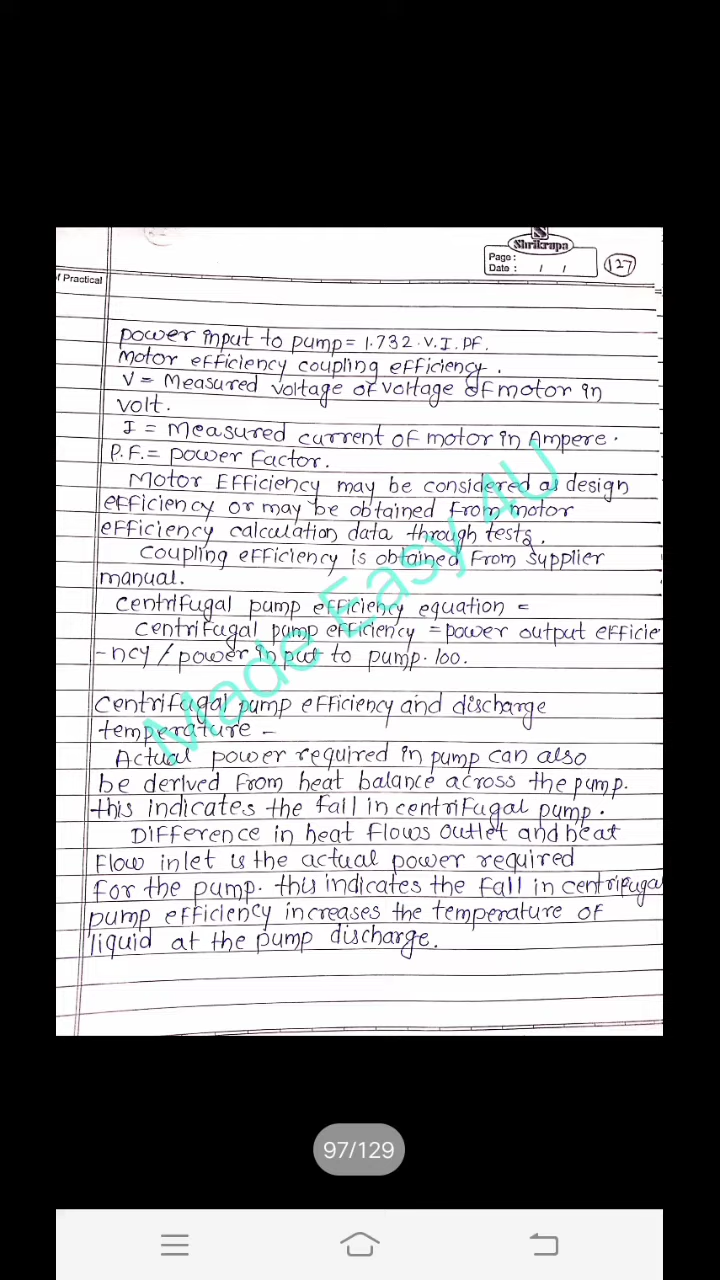 Shrikrupa
Page :
Date : / /
127
f Practical
power input to pump = 1.732 . V. I. PF.
Motor efficiency coupling efficiency .
V = Measured voltage of voltage of motor in
volt.
I = Measured current of motor in Ampere .
P.F. = power factor.
Motor Efficiency may be considered as design
efficiency or may be obtained from motor
efficiency calculation data through tests.
coupling efficiency is obtained from supplier
manual.
centrifugal pump efficiency equation =
centrifugal pump efficiency = power output efficie
-ncy / power input to pump. 100.
centrifugal pump efficiency and discharge
temperature -
Actual power required in pump can also
be derived from heat balance across the pump.
this indicates the fall in centrifugal pump .
Difference in heat flows outlet and heat
flow inlet is the actual power required
for the pump. this indicates the fall in centrifuga
pump efficiency increases the temperature of
liquid at the pump discharge.
Made Easy 4U
97/129